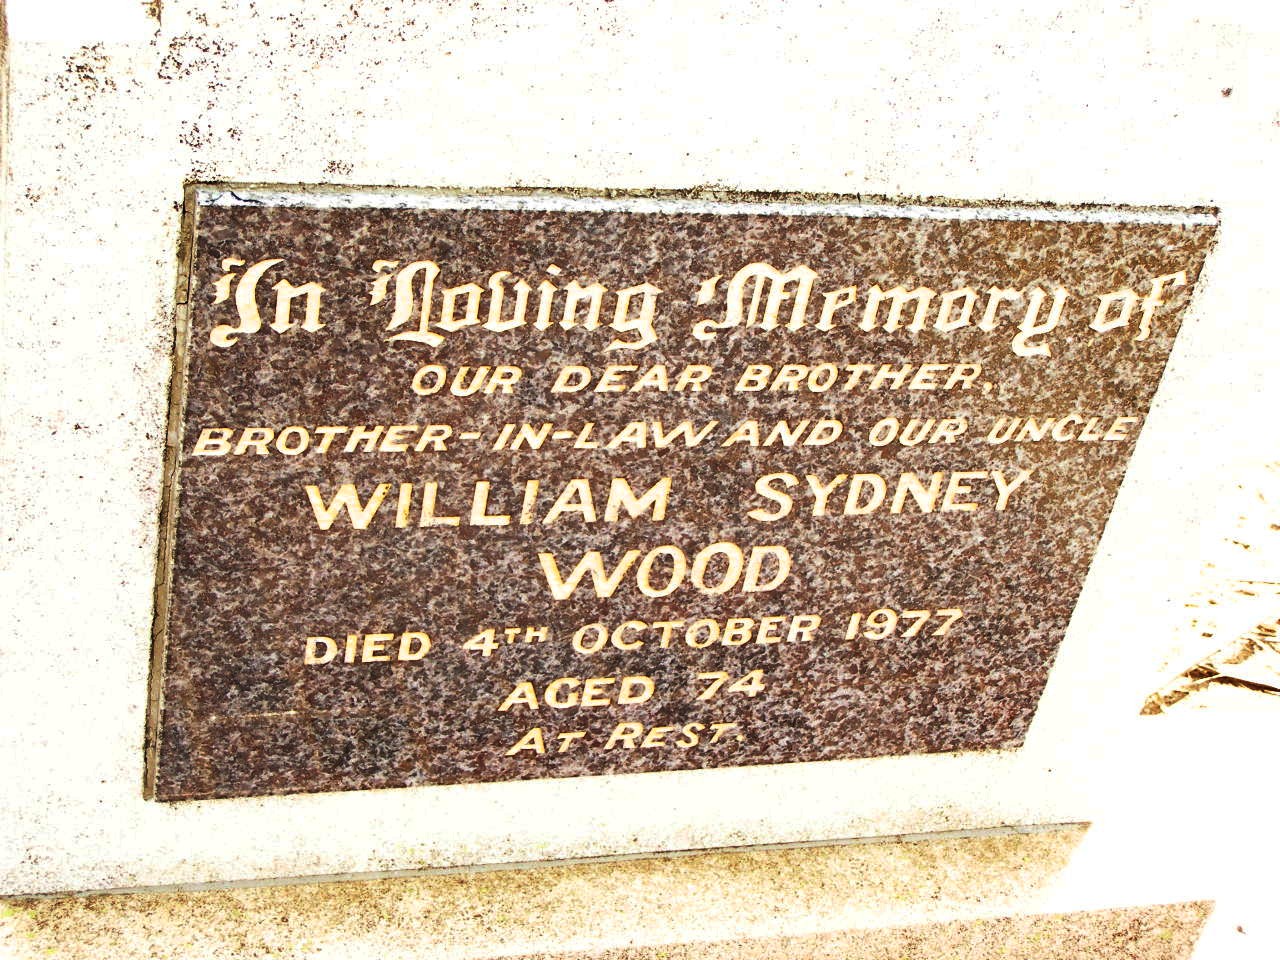 In Loving Memory of
OUR DEAR BROTHER,
BROTHER-IN-LAW AND OUR UNCLE
WILLIAM SYDNEY
WOOD
DIED 4TH OCTOBER 1977
AGED 74
AT REST.